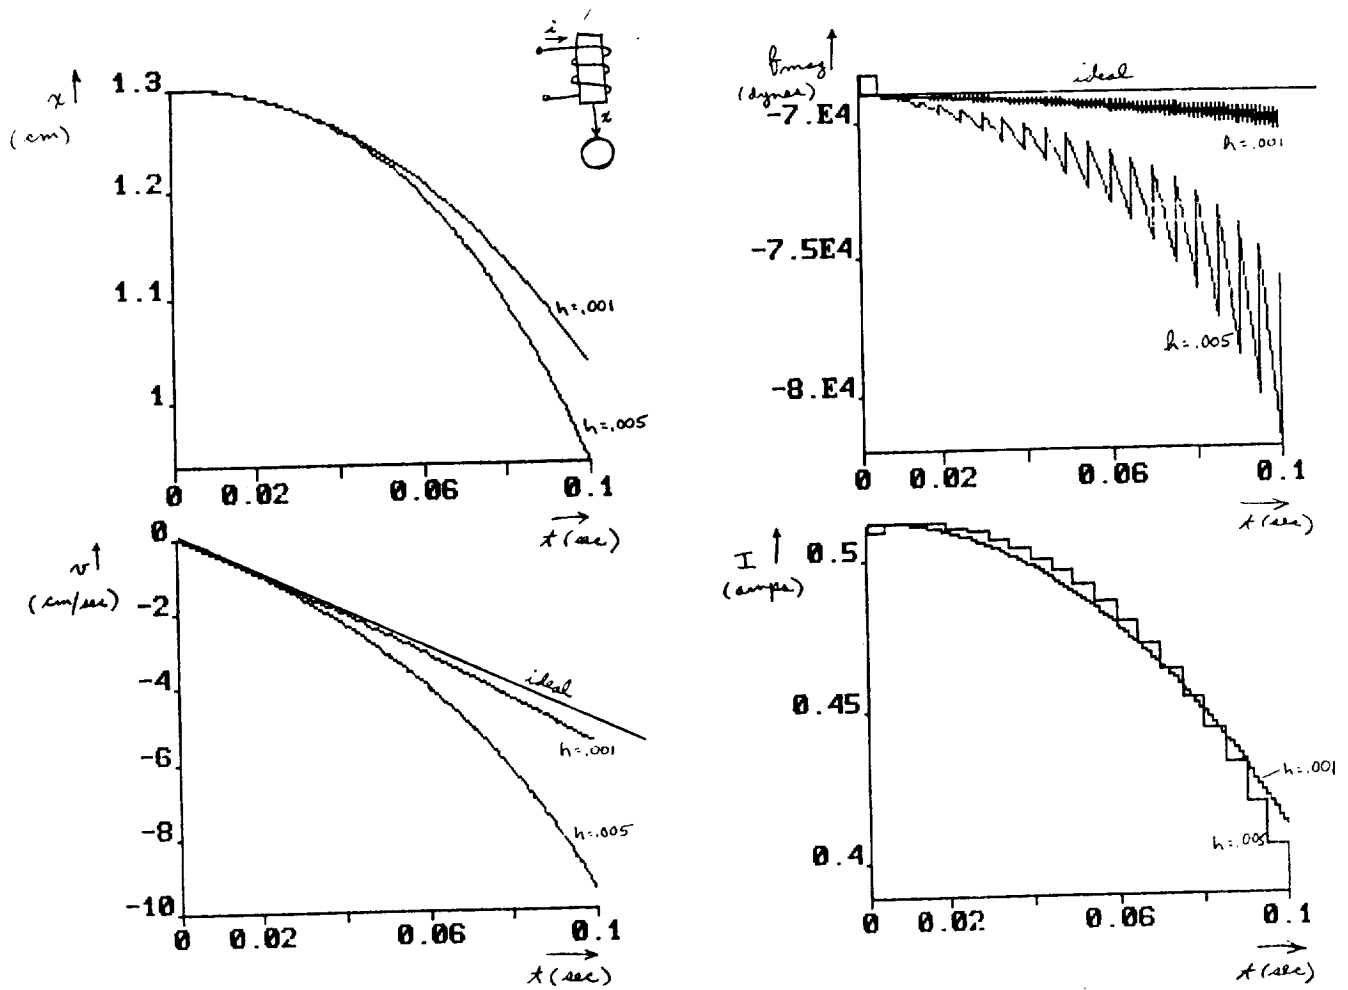 i
x
x
(cm)
1.3
1.2
1.1
1
h=.001
h=.005
0 0.02 0.06 0.1
t (sec)
fmag
(dynes)
ideal
-7.E4
-7.5E4
-8.E4
h=.001
h=.005
0 0.02 0.06 0.1
t (sec)
v
(cm/sec)
0
-2
-4
-6
-8
-10
ideal
h=.001
h=.005
0 0.02 0.06 0.1
t (sec)
I
(amps)
0.5
0.45
0.4
h=.001
h=.005
0 0.02 0.06 0.1
t (sec)